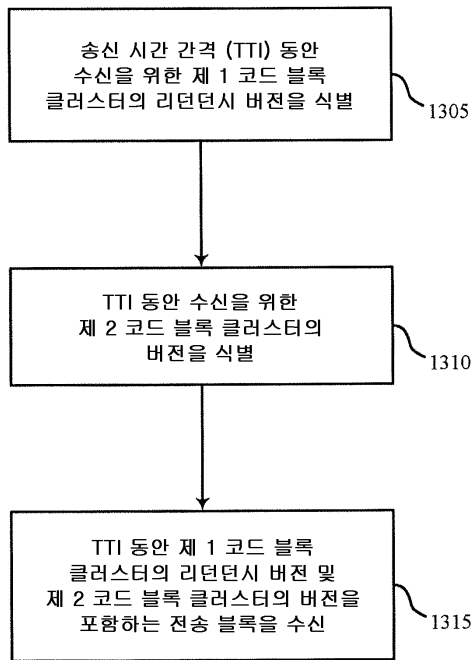 송신 시간 간격 (TTI) 동안
수신을 위한 제 1 코드 블록
클러스터의 리던던시 버전을 식별
1305
TTI 동안 수신을 위한
제 2 코드 블록 클러스터의
버전을 식별
1310
TTI 동안 제 1 코드 블록
클러스터의 리던던시 버전 및
제 2 코드 블록 클러스터의 버전을
포함하는 전송 블록을 수신
1315